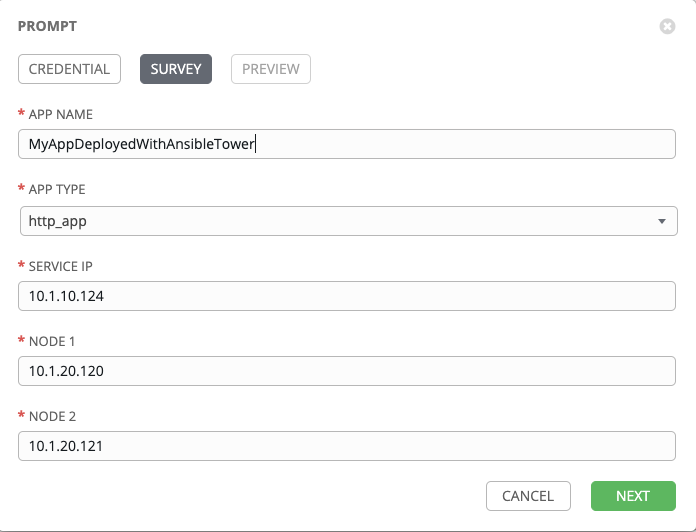 PROMPT
CREDENTIAL SURVEY PREVIEW
* APP NAME
MyAppDeployedWithAnsibleTower
* APP TYPE
http_app
* SERVICE IP
10.1.10.124
* NODE 1
10.1.20.120
* NODE 2
10.1.20.121
CANCEL NEXT